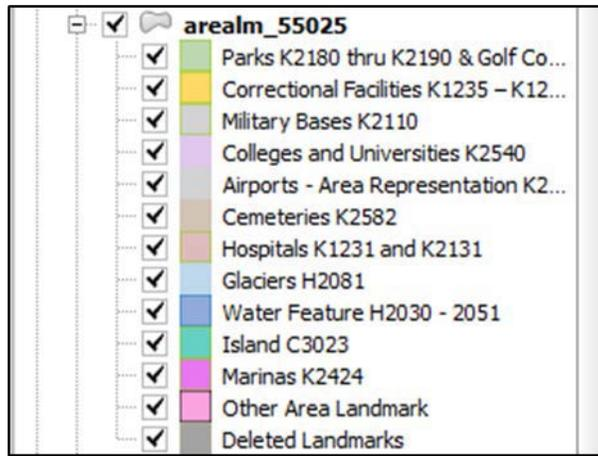 arealm_55025
Parks K2180 thru K2190 & Golf Co...
Correctional Facilities K1235 – K12...
Military Bases K2110
Colleges and Universities K2540
Airports - Area Representation K2...
Cemeteries K2582
Hospitals K1231 and K2131
Glaciers H2081
Water Feature H2030 - 2051
Island C3023
Marinas K2424
Other Area Landmark
Deleted Landmarks